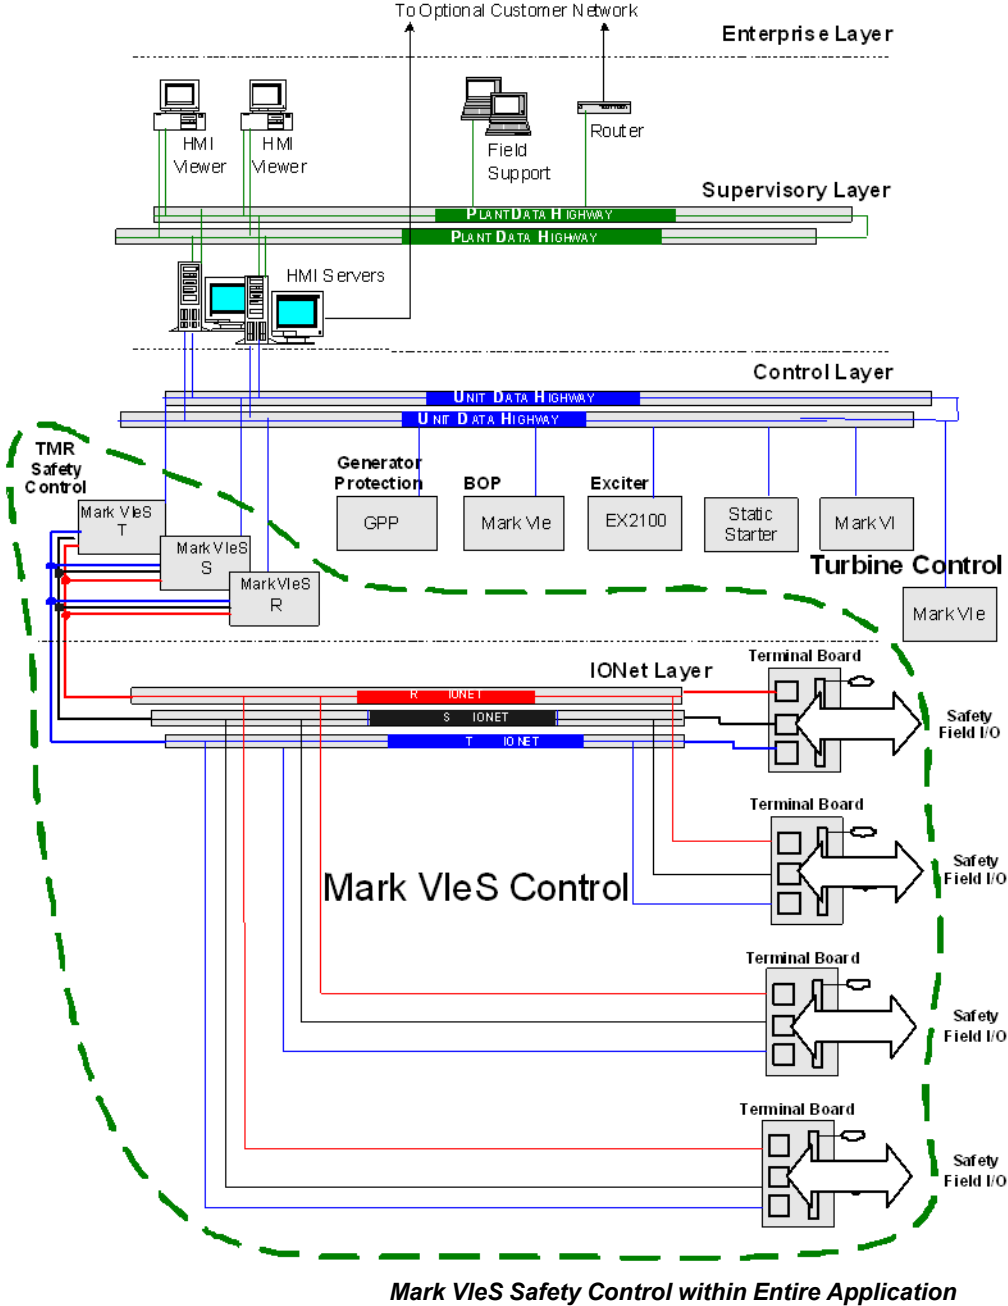 To Optional Customer Network
Enterprise Layer
HMI
Viewer
HMI
Viewer
Field
Support
Router
Supervisory Layer
PLANT DATA HIGHWAY
PLANT DATA HIGHWAY
HMI Servers
Control Layer
UNIT DATA HIGHWAY
UNIT DATA HIGHWAY
TMR
Safety
Control
Generator
Protection
BOP
Exciter
Mark VIeS
T
GPP
Mark VIe
EX2100
Static
Starter
Mark VI
Mark VIeS
S
Turbine Control
MarkVIeS
R
Mark VIe
IONet Layer
Terminal Board
R IONET
S IONET
T IONET
Safety
Field I/O
Terminal Board
Safety
Field I/O
Mark VIeS Control
Terminal Board
Safety
Field I/O
Terminal Board
Safety
Field I/O
Mark VIeS Safety Control within Entire Application